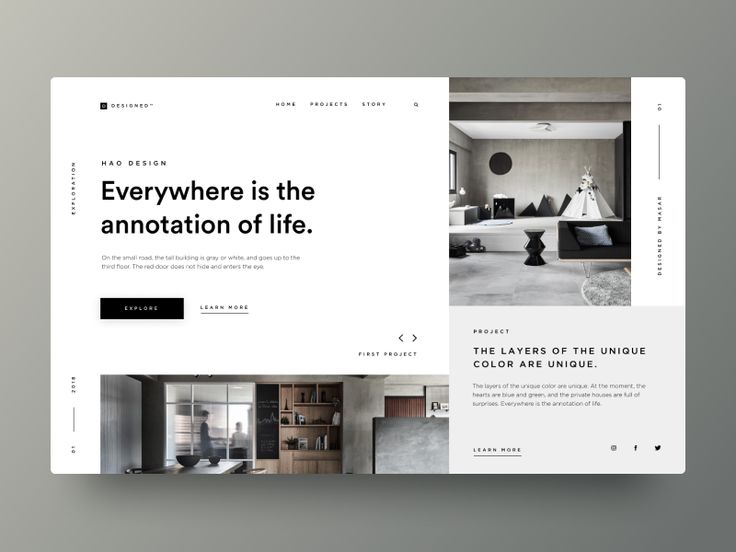 DESIGNED™
HOME PROJECTS STORY
EXPLORATION
HAO DESIGN
Everywhere is the
annotation of life.
On the small road, the tall building is gray or white, and goes up to the
third floor. The red door does not hide and enters the eye.
EXPLORE LEARN MORE
FIRST PROJECT
01 2018
01 DESIGNED BY MASAR
PROJECT
THE LAYERS OF THE UNIQUE
COLOR ARE UNIQUE.
The layers of the unique color are unique. At the moment, the
hearts are blue and green, and the private houses are full of
surprises. Everywhere is the annotation of life.
LEARN MORE